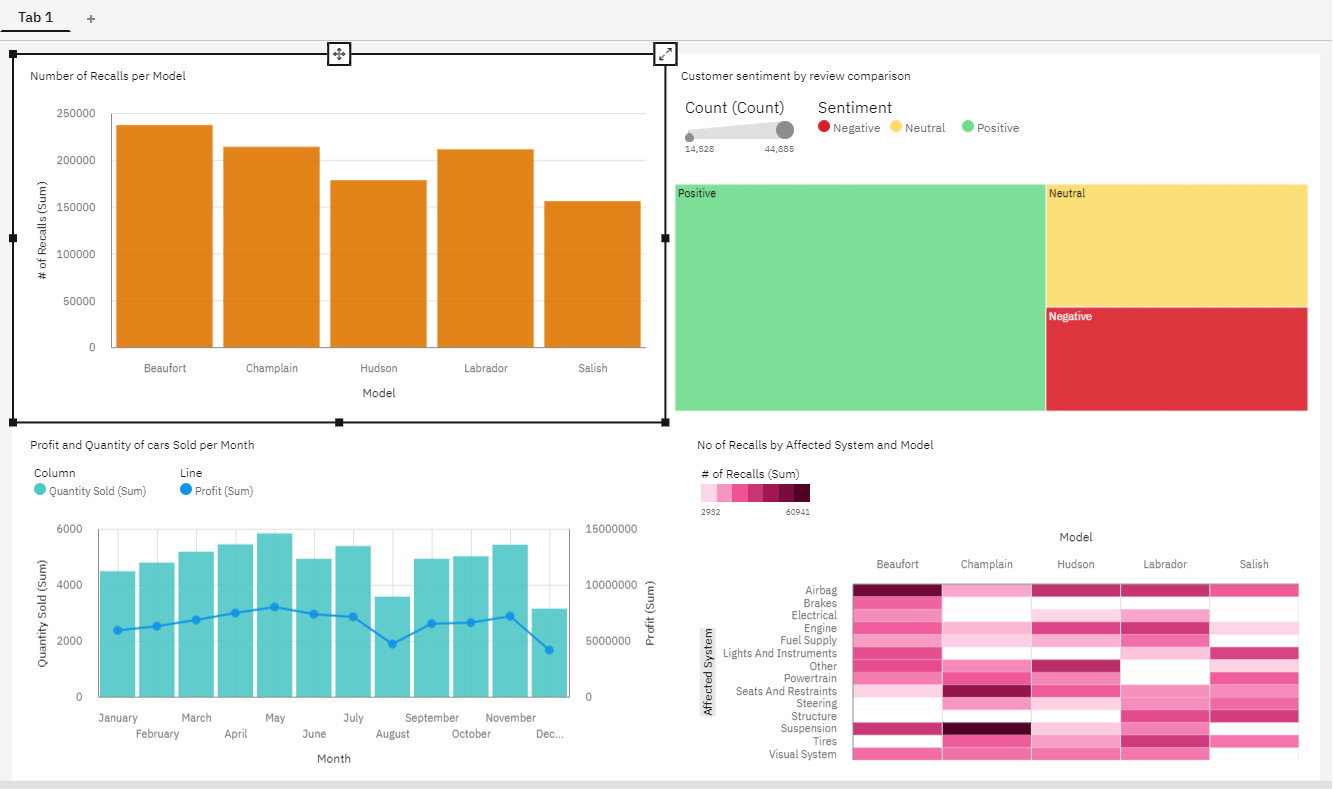 Tab 1 +
Number of Recalls per Model
# of Recalls (Sum)
250000
200000
150000
100000
50000
0
Beaufort Champlain Hudson Labrador Salish
Model
Customer sentiment by review comparison
Count (Count) Sentiment
Negative Neutral Positive
14,528 44,885
Positive
Neutral
Negative
Profit and Quantity of cars Sold per Month
Column Line
Quantity Sold (Sum) Profit (Sum)
Quantity Sold (Sum)
6000 15000000
4000 10000000
2000 5000000
0 0
Profit (Sum)
January March May July September November
February April June August October Dec...
Month
No of Recalls by Affected System and Model
# of Recalls (Sum)
2932 60941
Model
Beaufort Champlain Hudson Labrador Salish
Affected System
Airbag
Brakes
Electrical
Engine
Fuel Supply
Lights And Instruments
Other
Powertrain
Seats And Restraints
Steering
Structure
Suspension
Tires
Visual System